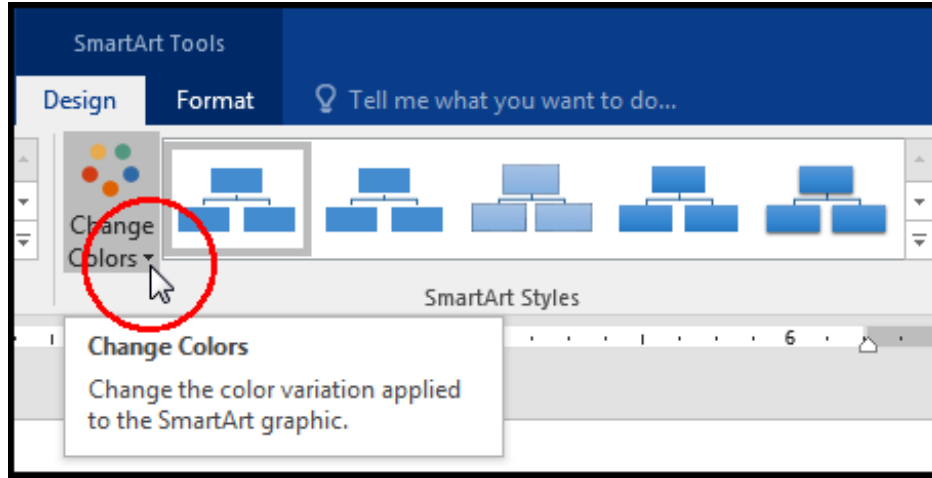 SmartArt Tools
Design Format Tell me what you want to do...
Change
Colors
SmartArt Styles
6
Change Colors
Change the color variation applied
to the SmartArt graphic.